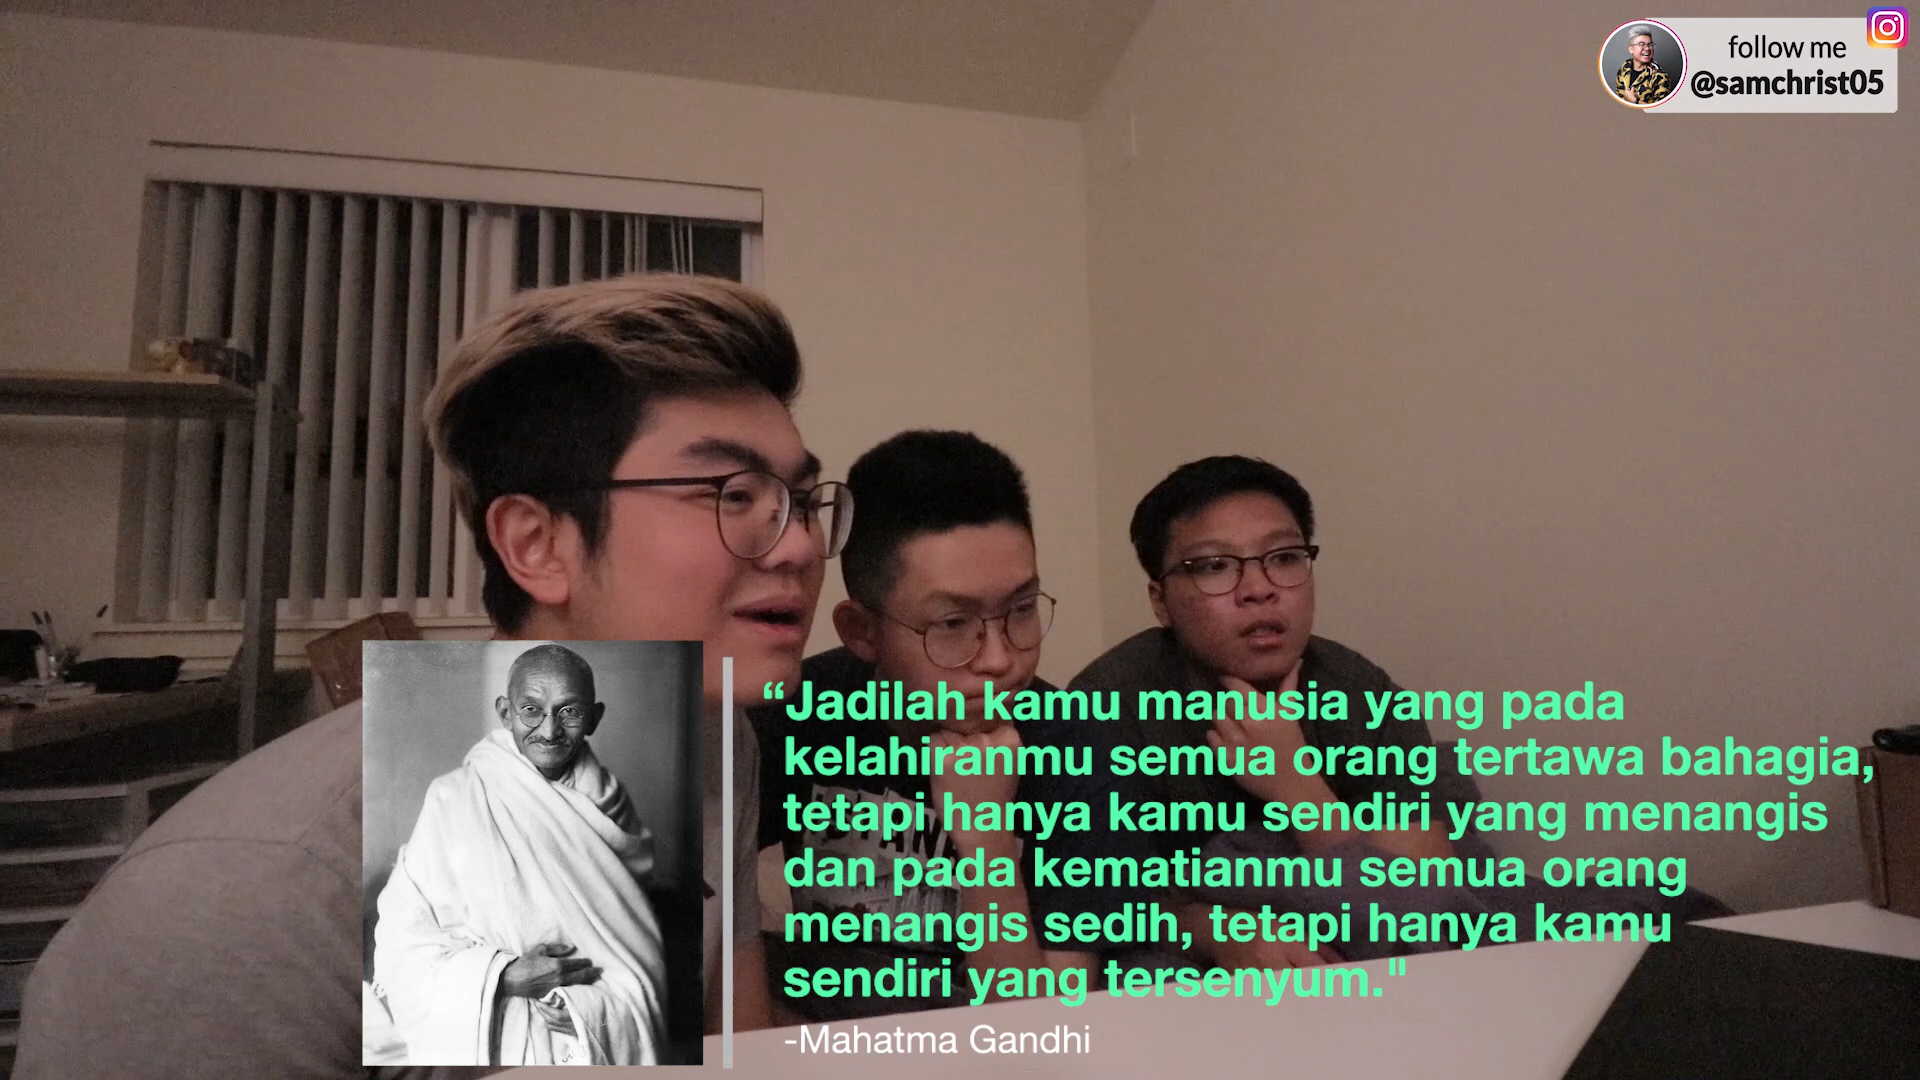 follow me
@samchrist05
“Jadilah kamu manusia yang pada
kelahiranmu semua orang tertawa bahagia,
tetapi hanya kamu sendiri yang menangis
dan pada kematianmu semua orang
menangis sedih, tetapi hanya kamu
sendiri yang tersenyum."
-Mahatma Gandhi